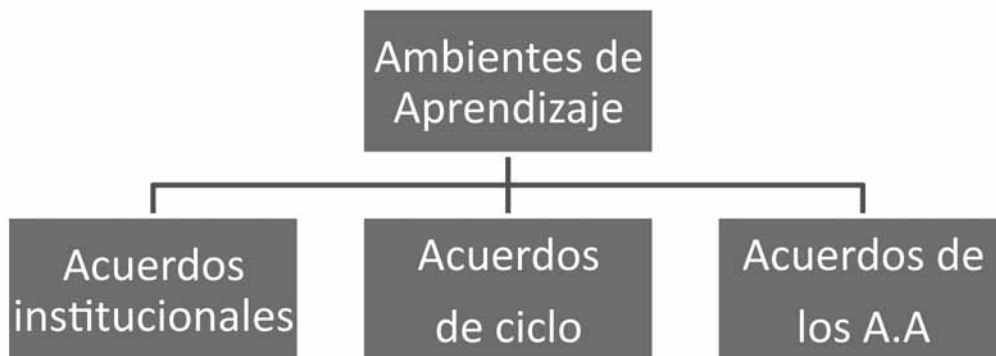 Ambientes de
Aprendizaje
Acuerdos
institucionales
Acuerdos
de ciclo
Acuerdos de
los A.A